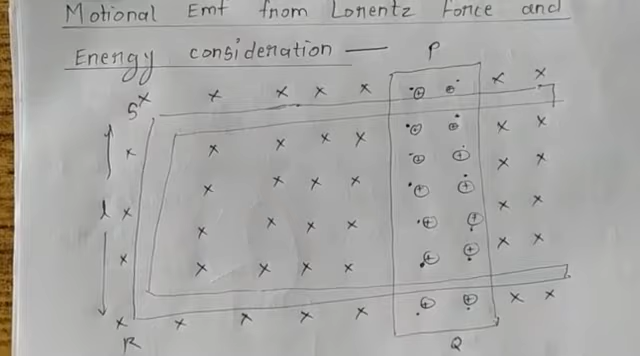 Motional Emf from Lorentz Force and
Energy consideration —
P
S
l
R
Q